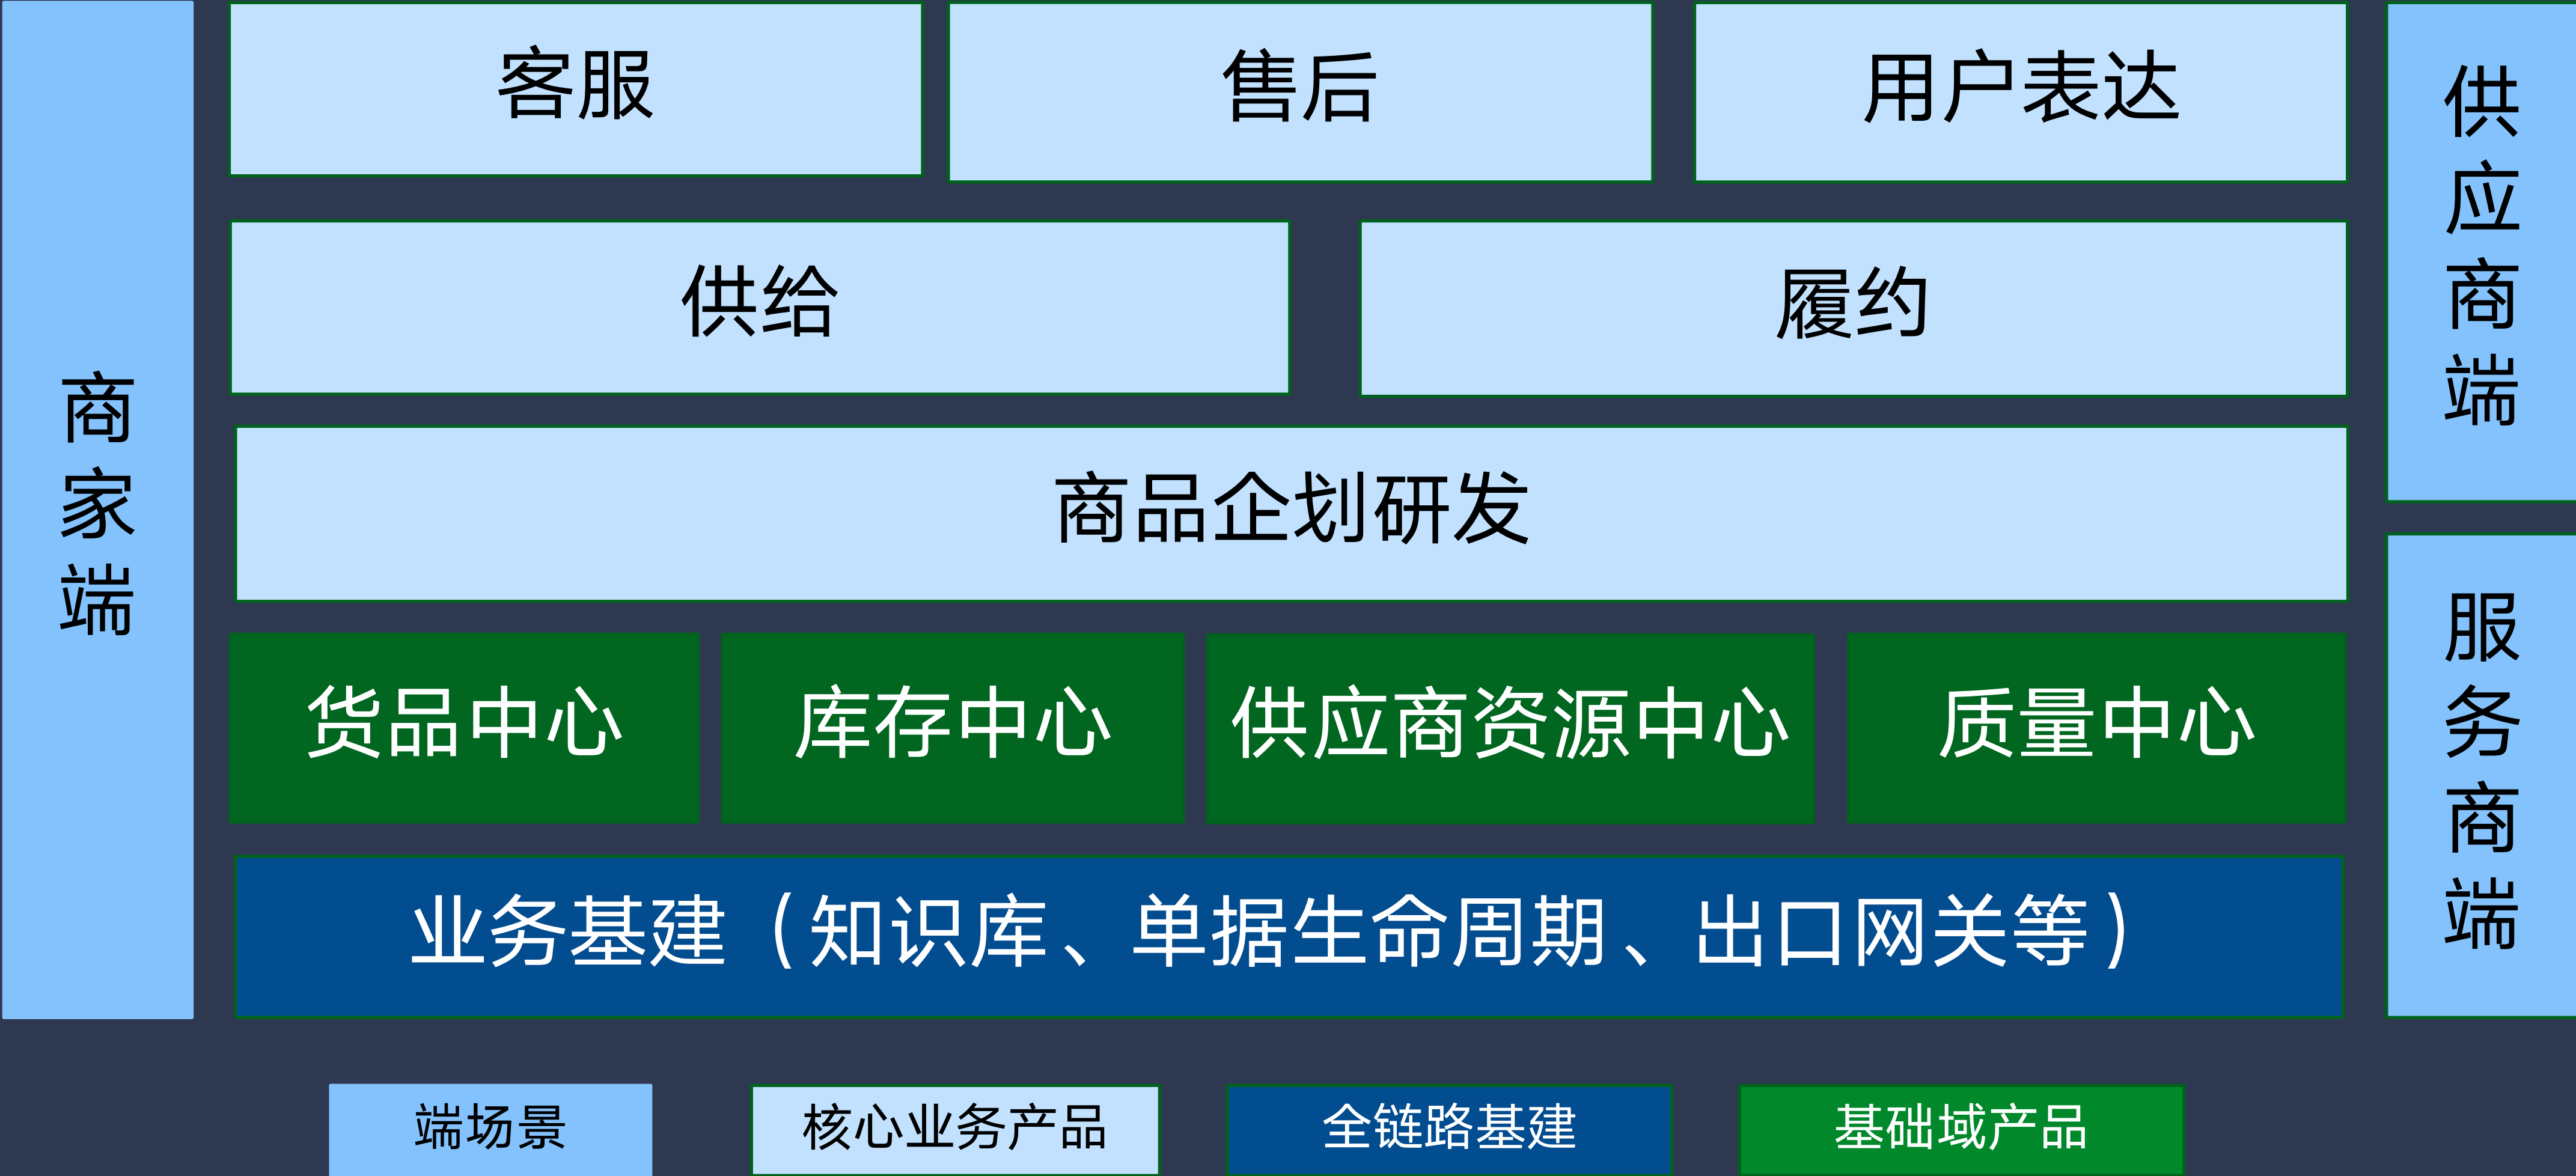 商家端
客服
售后
用户表达
供给
履约
商品企划研发
货品中心
库存中心
供应商资源中心
质量中心
业务基建（知识库、单据生命周期、出口网关等）
供应商端
服务商端
端场景
核心业务产品
全链路基建
基础域产品